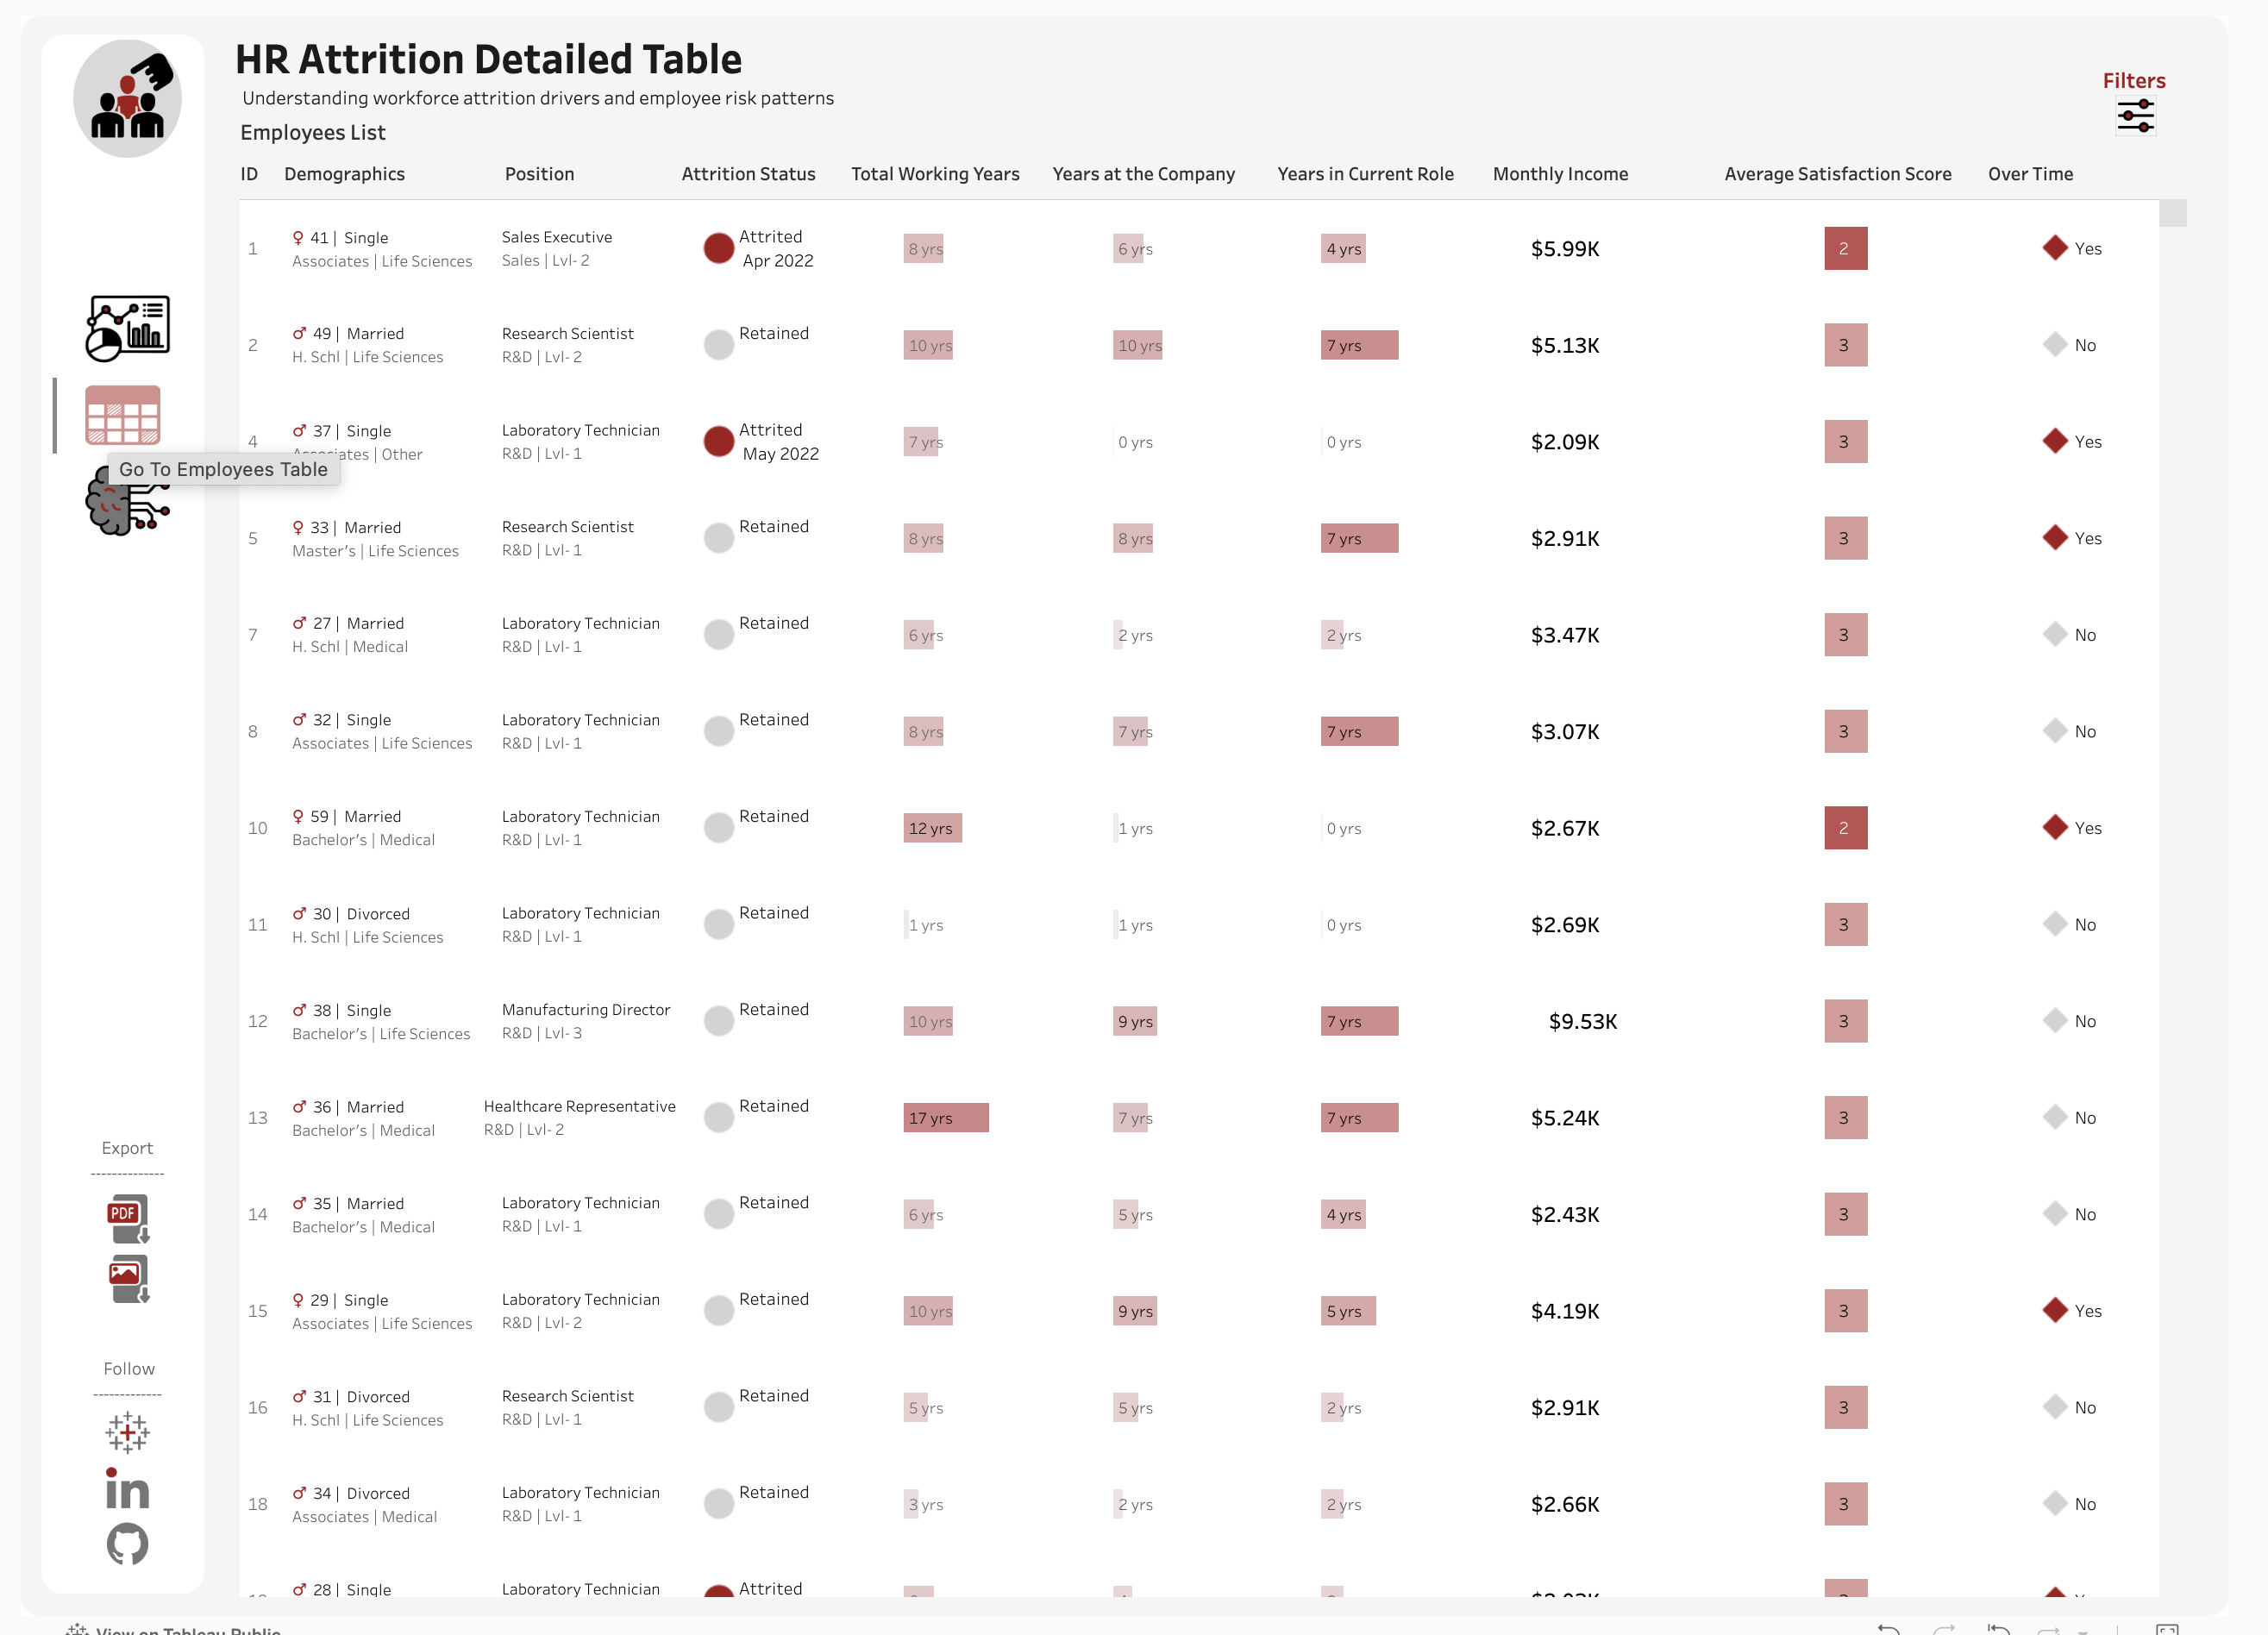 HR Attrition Detailed Table
Understanding workforce attrition drivers and employee risk patterns
Employees List
Filters
ID Demographics Position Attrition Status Total Working Years Years at the Company Years in Current Role Monthly Income Average Satisfaction Score Over Time
1 ♀ 41 | Single Sales Executive Attrited 8 yrs 6 yrs 4 yrs $5.99K 2 Yes
Associates | Life Sciences Sales | Lvl- 2 Apr 2022
2 ♂ 49 | Married Research Scientist Retained 10 yrs 10 yrs 7 yrs $5.13K 3 No
H. Schl | Life Sciences R&D | Lvl- 2
4 ♂ 37 | Single Laboratory Technician Attrited 7 yrs 0 yrs 0 yrs $2.09K 3 Yes
Associates | Other R&D | Lvl- 1 May 2022
Go To Employees Table
5 ♀ 33 | Married Research Scientist Retained 8 yrs 8 yrs 7 yrs $2.91K 3 Yes
Master's | Life Sciences R&D | Lvl- 1
7 ♂ 27 | Married Laboratory Technician Retained 6 yrs 2 yrs 2 yrs $3.47K 3 No
H. Schl | Medical R&D | Lvl- 1
8 ♂ 32 | Single Laboratory Technician Retained 8 yrs 7 yrs 7 yrs $3.07K 3 No
Associates | Life Sciences R&D | Lvl- 1
10 ♀ 59 | Married Laboratory Technician Retained 12 yrs 1 yrs 0 yrs $2.67K 2 Yes
Bachelor's | Medical R&D | Lvl- 1
11 ♂ 30 | Divorced Laboratory Technician Retained 1 yrs 1 yrs 0 yrs $2.69K 3 No
H. Schl | Life Sciences R&D | Lvl- 1
12 ♂ 38 | Single Manufacturing Director Retained 10 yrs 9 yrs 7 yrs $9.53K 3 No
Bachelor's | Life Sciences R&D | Lvl- 3
13 ♂ 36 | Married Healthcare Representative Retained 17 yrs 7 yrs 7 yrs $5.24K 3 No
Bachelor's | Medical R&D | Lvl- 2
14 ♂ 35 | Married Laboratory Technician Retained 6 yrs 5 yrs 4 yrs $2.43K 3 No
Bachelor's | Medical R&D | Lvl- 1
15 ♀ 29 | Single Laboratory Technician Retained 10 yrs 9 yrs 5 yrs $4.19K 3 Yes
Associates | Life Sciences R&D | Lvl- 2
16 ♂ 31 | Divorced Research Scientist Retained 5 yrs 5 yrs 2 yrs $2.91K 3 No
H. Schl | Life Sciences R&D | Lvl- 1
18 ♂ 34 | Divorced Laboratory Technician Retained 3 yrs 2 yrs 2 yrs $2.66K 3 No
Associates | Medical R&D | Lvl- 1
♂ 28 | Single Laboratory Technician Attrited
Export
--------------
PDF
Follow
-------------
in
View on Tableau Public